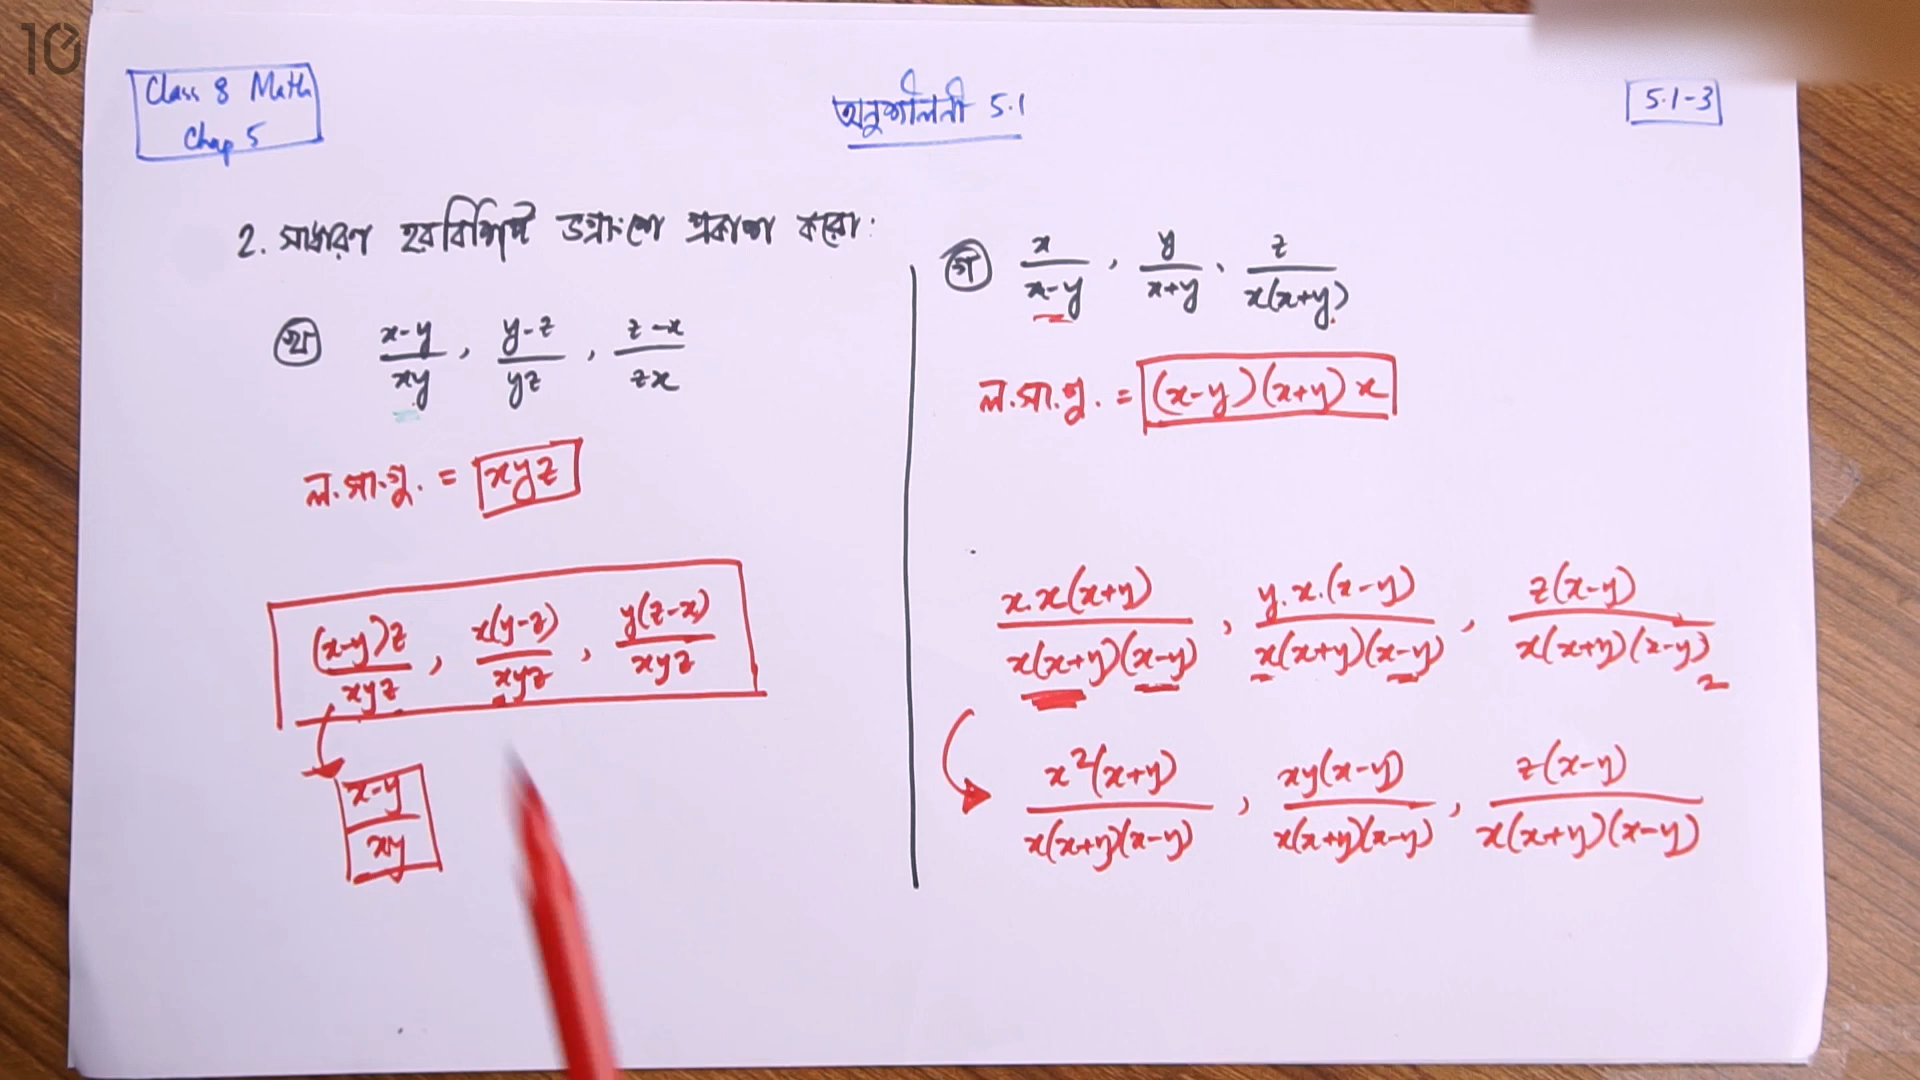 10
Class 8 Math
Chap 5
অনুশীলনী 5.1
5.1-3
2. সাধারণ হরবিশিষ্ট ভগ্নাংশে প্রকাশ করো:
(খ) (x-y)/(xy), (y-z)/(yz), (z-x)/(zx)
ল.সা.গু. = xyz
((x-y)z)/(xyz), (x(y-z))/(xyz), (y(z-x))/(xyz)
(x-y)/(xy)
(গ) x/(x-y), y/(x+y), z/(x(x+y))
ল.সা.গু. = (x-y)(x+y)x
(x.x(x+y))/(x(x+y)(x-y)), (y.x.(x-y))/(x(x+y)(x-y)), (z(x-y))/(x(x+y)(x-y))
(x²(x+y))/(x(x+y)(x-y)), (xy(x-y))/(x(x+y)(x-y)), (z(x-y))/(x(x+y)(x-y))